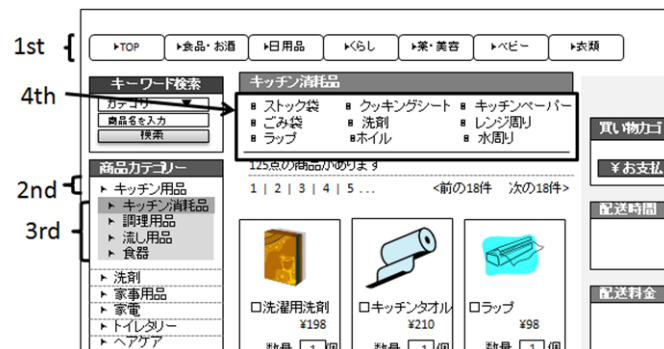 1st
▶TOP ▶食品・お酒 ▶日用品 ▶くらし ▶薬・美容 ▶ベビー ▶衣類
4th
キーワード検索
カテゴリー ▼
商品名を入力
検索
キッチン消耗品
ストック袋 クッキングシート キッチンペーパー
ごみ袋 洗剤 レンジ周り
ラップ ホイル 水周り
125点の商品があります
1 | 2 | 3 | 4 | 5 ... <前の18件 次の18件>
商品カテゴリー
2nd
▶ キッチン用品
3rd
▶ キッチン消耗品
▶ 調理用品
▶ 流し用品
▶ 食器
▶ 洗剤
▶ 家事用品
▶ 家電
▶ トイレタリー
▶ ヘアケア
口洗濯用洗剤
¥198
数量 1 個
口キッチンタオル
¥210
数量 1 個
口ラップ
¥98
数量 1 個
買い物カゴ
¥お支払
配送時間
配送料金